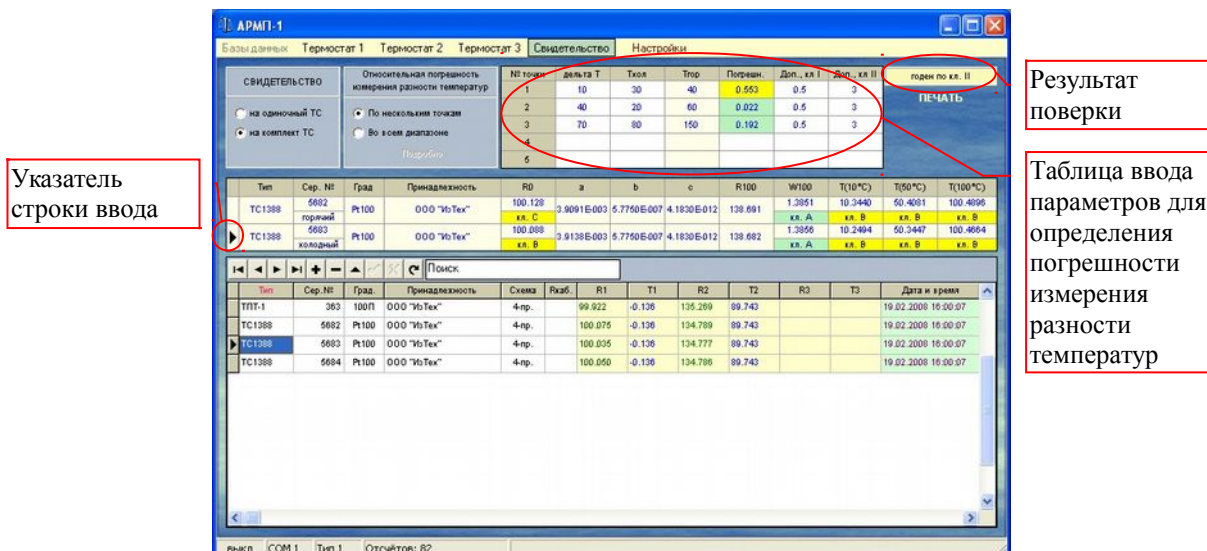 АРМП-1
Базы данных Термостат 1 Термостат 2 Термостат 3 Свидетельство Настройки
СВИДЕТЕЛЬСТВО
на одиночный ТС
на комплект ТС
Относительная погрешность
измерения разности температур
По нескольким точкам
Во всем диапазоне
Подробно
№ точки дельта Т Тхол Тгор Погрешн. Доп., кл I Доп., кл II
1 10 30 40 0.553 0.5 3
2 40 20 60 0.022 0.5 3
3 70 80 150 0.192 0.5 3
4
5
годен по кл. II
ПЕЧАТЬ
Результат
поверки
Указатель
строки ввода
Таблица ввода
параметров для
определения
погрешности
измерения
разности
температур
Тип Сер. № Град Принадлежность R0 a b c R100 W100 T(10°C) T(50°C) T(100°C)
ТС1388 5682 Pt100 ООО "ИзТех" 100.128 3.9091E-003 5.7750E-007 4.1830E-012 138.691 1.3851 10.3440 50.4081 100.4896
горячий кл. C кл. A кл. B кл. B кл. B
ТС1388 5683 Pt100 ООО "ИзТех" 100.088 3.9138E-003 5.7750E-007 4.1830E-012 138.682 1.3856 10.2494 50.3447 100.4664
холодный кл. B кл. A кл. B кл. B кл. B
Поиск
Тип Сер.№ Град. Принадлежность Схема Rкаб. R1 T1 R2 T2 R3 T3 Дата и время
ТПТ-1 363 100П ООО "ИзТех" 4-пр. 99.922 -0.136 135.269 89.743 19.02.2008 16:00:07
ТС1388 5682 Pt100 ООО "ИзТех" 4-пр. 100.075 -0.136 134.789 89.743 19.02.2008 16:00:07
ТС1388 5683 Pt100 ООО "ИзТех" 4-пр. 100.035 -0.136 134.777 89.743 19.02.2008 16:00:07
ТС1388 5684 Pt100 ООО "ИзТех" 4-пр. 100.050 -0.136 134.786 89.743 19.02.2008 16:00:07
выкл COM 1 Тип 1 Отсчётов: 82